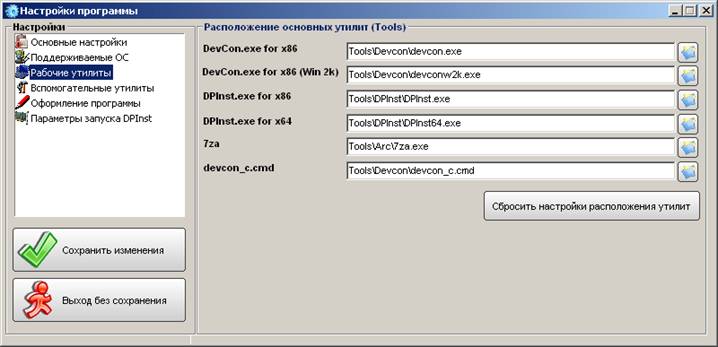 Настройки программы
Настройки
Основные настройки
Поддерживаемые ОС
Рабочие утилиты
Вспомогательные утилиты
Оформление программы
Параметры запуска DPInst
Сохранить изменения
Выход без сохранения
Расположение основных утилит (Tools)
DevCon.exe for x86 Tools\Devcon\devcon.exe
DevCon.exe for x86 (Win 2k) Tools\Devcon\devconw2k.exe
DPInst.exe for x86 Tools\DPInst\DPInst.exe
DPInst.exe for x64 Tools\DPInst\DPInst64.exe
7za Tools\Arc\7za.exe
devcon_c.cmd Tools\Devcon\devcon_c.cmd
Сбросить настройки расположения утилит